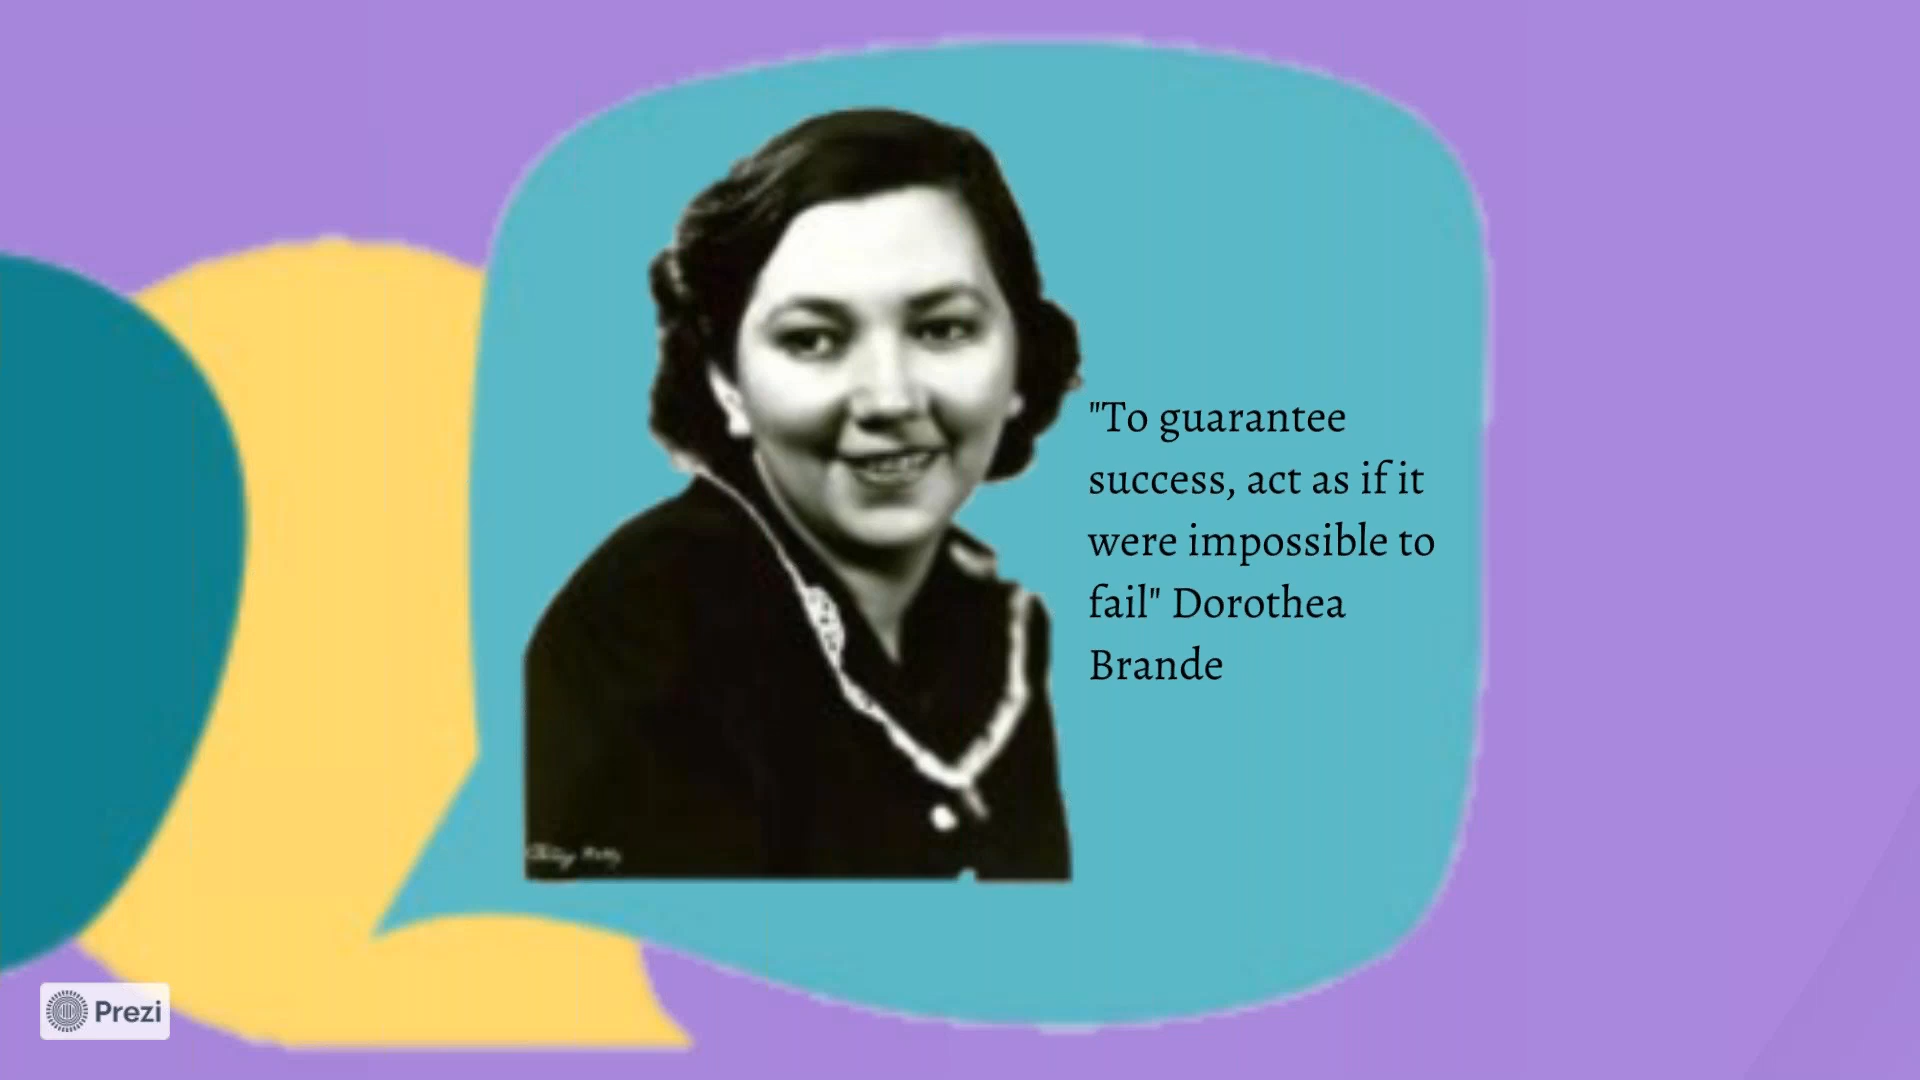 "To guarantee
success, act as if it
were impossible to
fail" Dorothea
Brande
Prezi